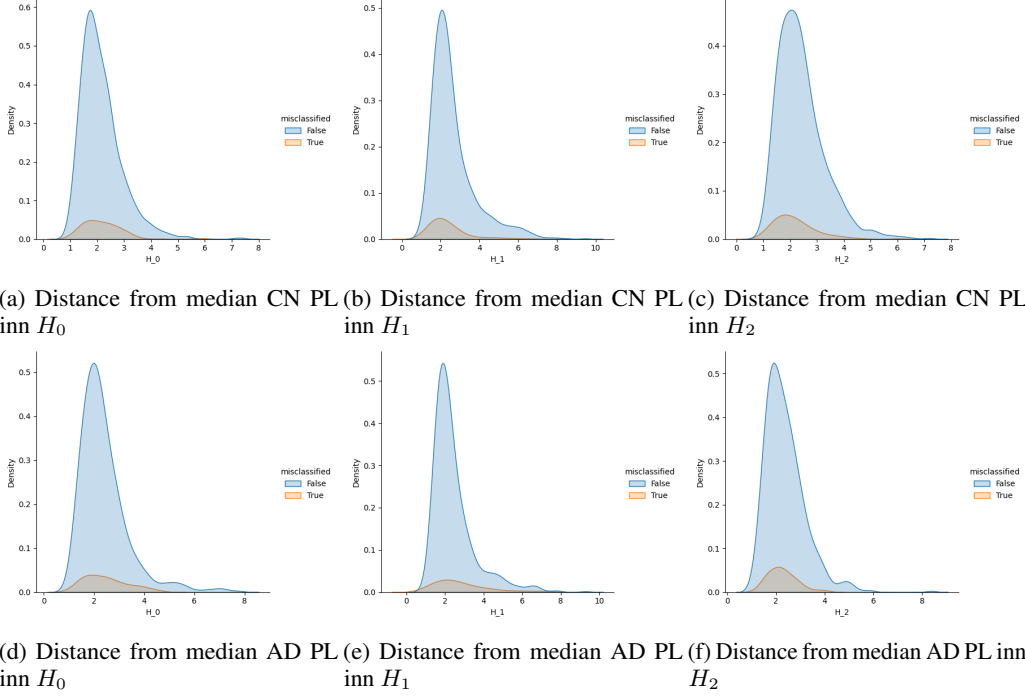 0.6
0.5
0.4
0.3
0.2
0.1
0.0
Density
0 1 2 3 4 5 6 7 8
H_0
misclassified
False
True
0.5
0.4
0.3
0.2
0.1
0.0
Density
0 2 4 6 8 10
H_1
misclassified
False
True
0.4
0.3
0.2
0.1
0.0
Density
0 1 2 3 4 5 6 7 8
H_2
misclassified
False
True
(a) Distance from median CN PL
inn H₀
(b) Distance from median CN PL
inn H₁
(c) Distance from median CN PL
inn H₂
0.5
0.4
0.3
0.2
0.1
0.0
Density
0 2 4 6 8
H_0
misclassified
False
True
0.5
0.4
0.3
0.2
0.1
0.0
Density
0 2 4 6 8 10
H_1
misclassified
False
True
0.5
0.4
0.3
0.2
0.1
0.0
Density
0 2 4 6 8
H_2
misclassified
False
True
(d) Distance from median AD PL
inn H₀
(e) Distance from median AD PL
inn H₁
(f) Distance from median AD PL inn
H₂